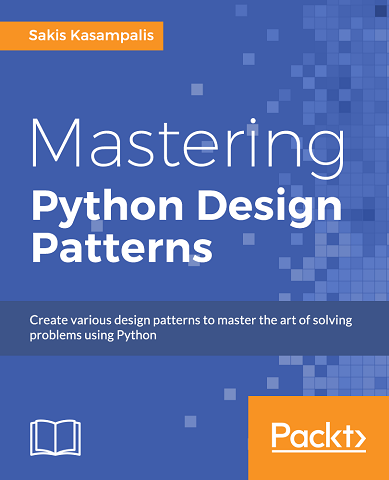 Sakis Kasampalis
Mastering
Python Design
Patterns
Create various design patterns to master the art of solving
problems using Python
Packt>